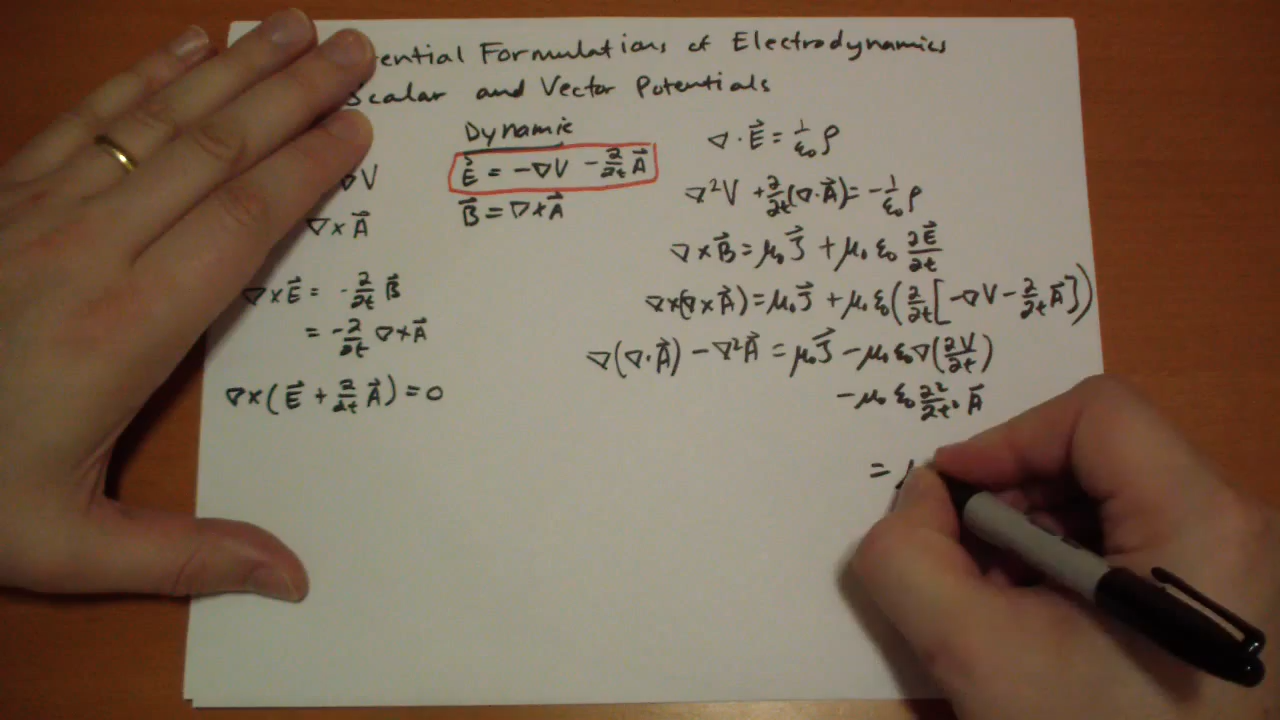 ential Formulations of Electrodynamics
Scalar and Vector Potentials
Dynamic
∇V
∇×A⃗
E⃗ = -∇V - ∂/∂t A⃗
B⃗ = ∇×A⃗
∇×E⃗ = -∂/∂t B⃗
= -∂/∂t ∇×A⃗
∇×(E⃗ + ∂/∂t A⃗) = 0
∇·E⃗ = 1/ε₀ ρ
∇²V + ∂/∂t(∇·A⃗) = -1/ε₀ ρ
∇×B⃗ = μ₀J⃗ + μ₀ε₀ ∂E⃗/∂t
∇×(∇×A⃗) = μ₀J⃗ + μ₀ε₀(∂/∂t[-∇V - ∂/∂t A⃗])
∇(∇·A⃗) - ∇²A⃗ = μ₀J⃗ - μ₀ε₀∇(∂V/∂t)
- μ₀ε₀ ∂²/∂t² A⃗
=